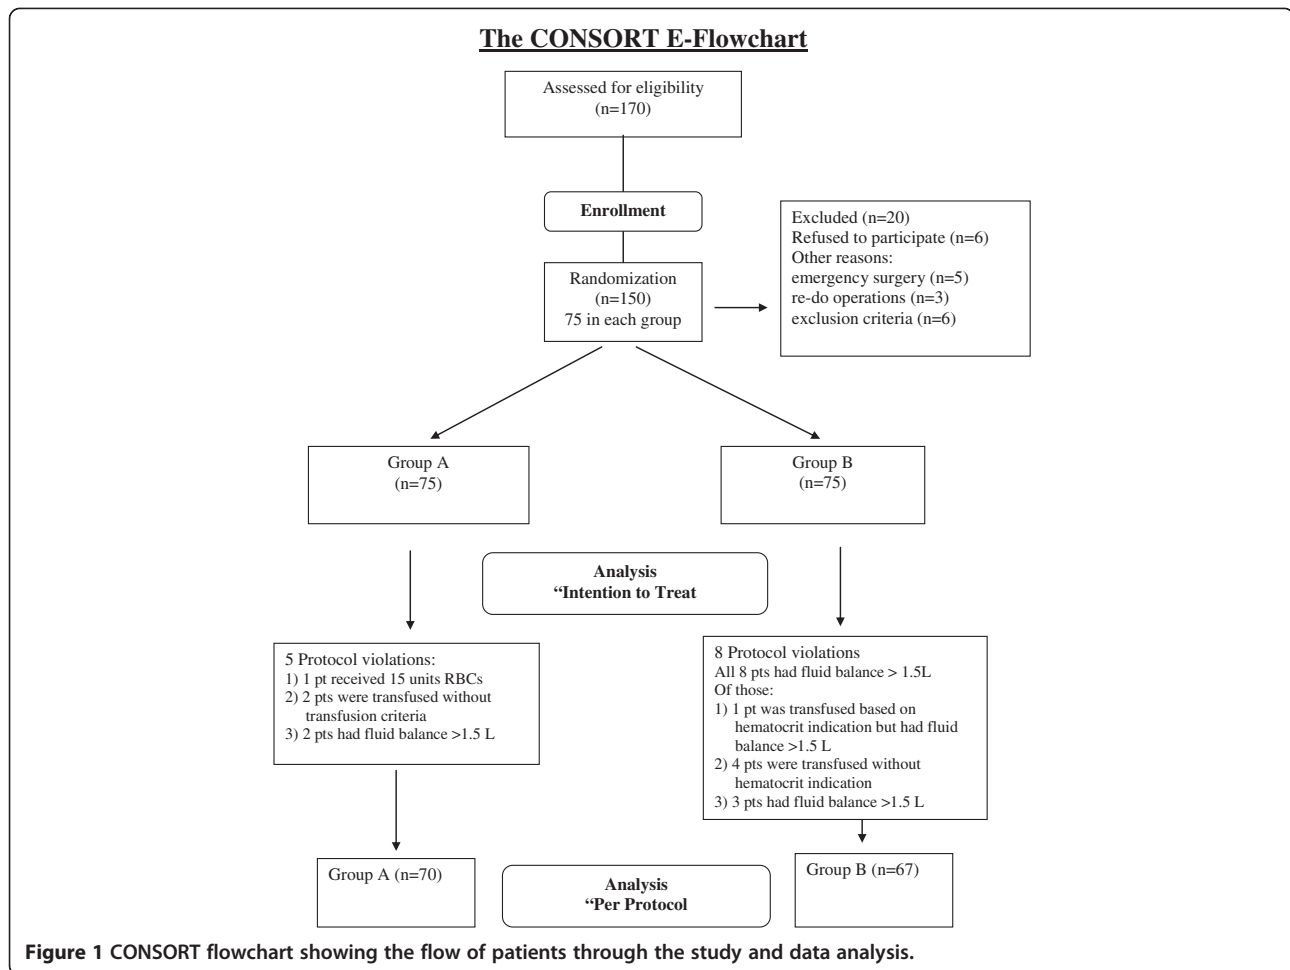 The CONSORT E-Flowchart
Assessed for eligibility
(n=170)
Enrollment
Excluded (n=20)
Refused to participate (n=6)
Other reasons:
emergency surgery (n=5)
re-do operations (n=3)
exclusion criteria (n=6)
Randomization
(n=150)
75 in each group
Group A
(n=75)
Group B
(n=75)
Analysis
“Intention to Treat
5 Protocol violations:
1) 1 pt received 15 units RBCs
2) 2 pts were transfused without
transfusion criteria
3) 2 pts had fluid balance >1.5 L
8 Protocol violations
All 8 pts had fluid balance > 1.5L
Of those:
1) 1 pt was transfused based on
hematocrit indication but had fluid
balance >1.5 L
2) 4 pts were transfused without
hematocrit indication
3) 3 pts had fluid balance >1.5 L
Group A (n=70)
Analysis
“Per Protocol
Group B (n=67)
Figure 1 CONSORT flowchart showing the flow of patients through the study and data analysis.